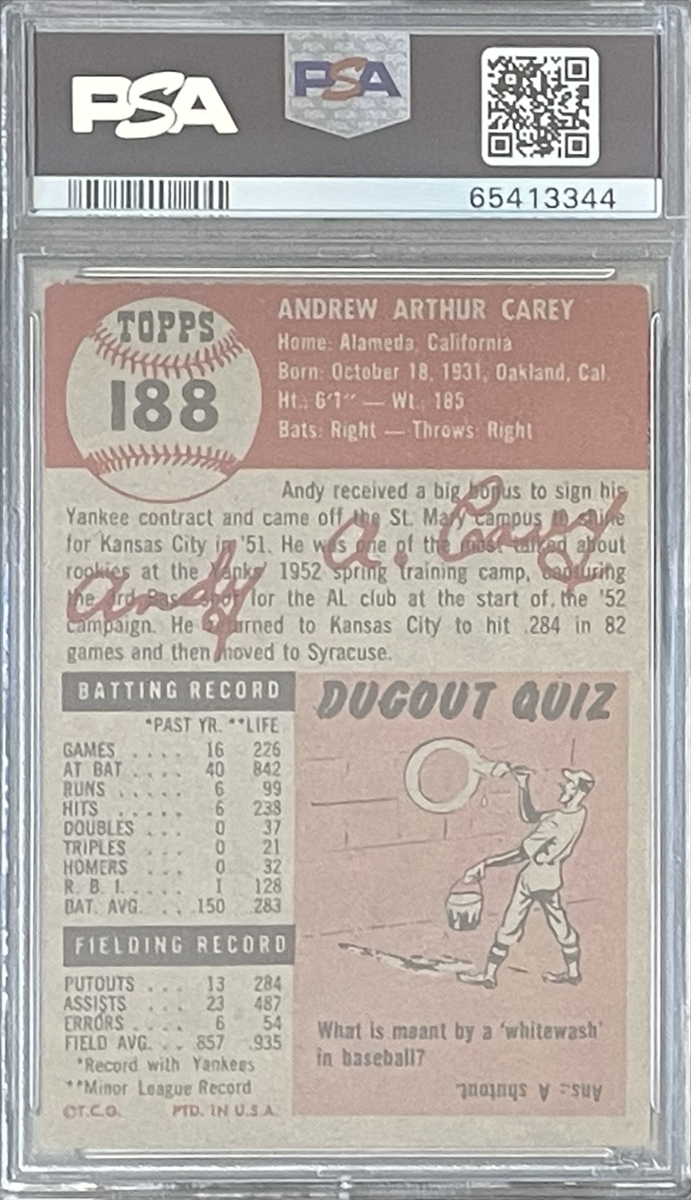 PSA
PSA
65413344
TOPPS
188
ANDREW ARTHUR CAREY
Home: Alameda, California
Born: October 18, 1931, Oakland, Cal.
Ht.: 6'1" — Wt.: 185
Bats: Right — Throws: Right
Andy received a big bonus to sign his
Yankee contract and came off the St. Mary campus to shine
for Kansas City in '51. He was one of the most talked about
rookies at the Yanks' 1952 spring training camp, capturing
the 3rd Base spot for the AL club at the start of the '52
campaign. He returned to Kansas City to hit .284 in 82
games and then moved to Syracuse.
Andy A. Carey
BATTING RECORD
*PAST YR. **LIFE
GAMES . . . . 16 226
AT BAT . . . . 40 842
RUNS . . . . 6 99
HITS . . . . 6 238
DOUBLES . . . 0 37
TRIPLES . . . 0 21
HOMERS . . . 0 32
R. B. I. . . . . 1 128
BAT. AVG. . . .150 .283
FIELDING RECORD
PUTOUTS . . . 13 284
ASSISTS . . . 23 487
ERRORS . . . 6 54
FIELD AVG. . .857 .935
*Record with Yankees
**Minor League Record
©T.C.G. PTD. IN U.S.A.
DUGOUT QUIZ
What is meant by a 'whitewash'
in baseball?
Ans.: A shutout.